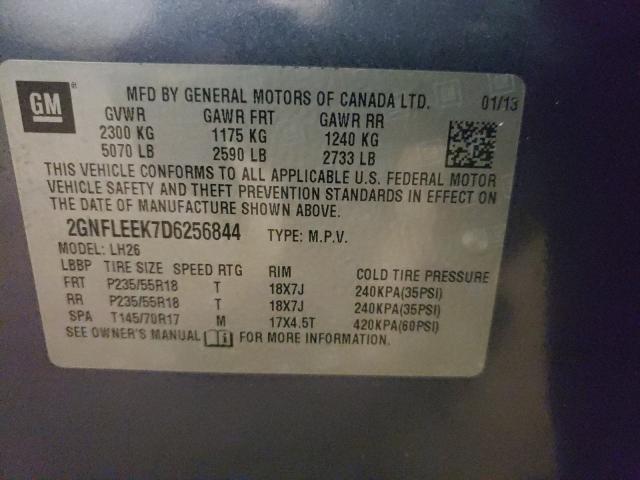 GM ®
MFD BY GENERAL MOTORS OF CANADA LTD. 01/13
GVWR GAWR FRT GAWR RR
2300 KG 1175 KG 1240 KG
5070 LB 2590 LB 2733 LB
THIS VEHICLE CONFORMS TO ALL APPLICABLE U.S. FEDERAL MOTOR
VEHICLE SAFETY AND THEFT PREVENTION STANDARDS IN EFFECT ON
THE DATE OF MANUFACTURE SHOWN ABOVE.
2GNFLEEK7D6256844 TYPE: M.P.V.
MODEL: LH26
LBBP TIRE SIZE SPEED RTG RIM COLD TIRE PRESSURE
FRT P235/55R18 T 18X7J 240KPA(35PSI)
RR P235/55R18 T 18X7J 240KPA(35PSI)
SPA T145/70R17 M 17X4.5T 420KPA(60PSI)
SEE OWNER'S MANUAL FOR MORE INFORMATION.